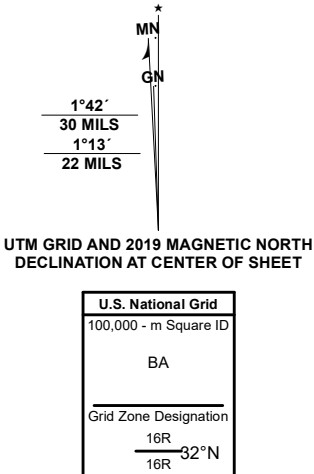 ★
MN
GN
1°42´
30 MILS
1°13´
22 MILS
UTM GRID AND 2019 MAGNETIC NORTH
DECLINATION AT CENTER OF SHEET
U.S. National Grid
100,000 - m Square ID
BA
Grid Zone Designation
16R
32°N
16R